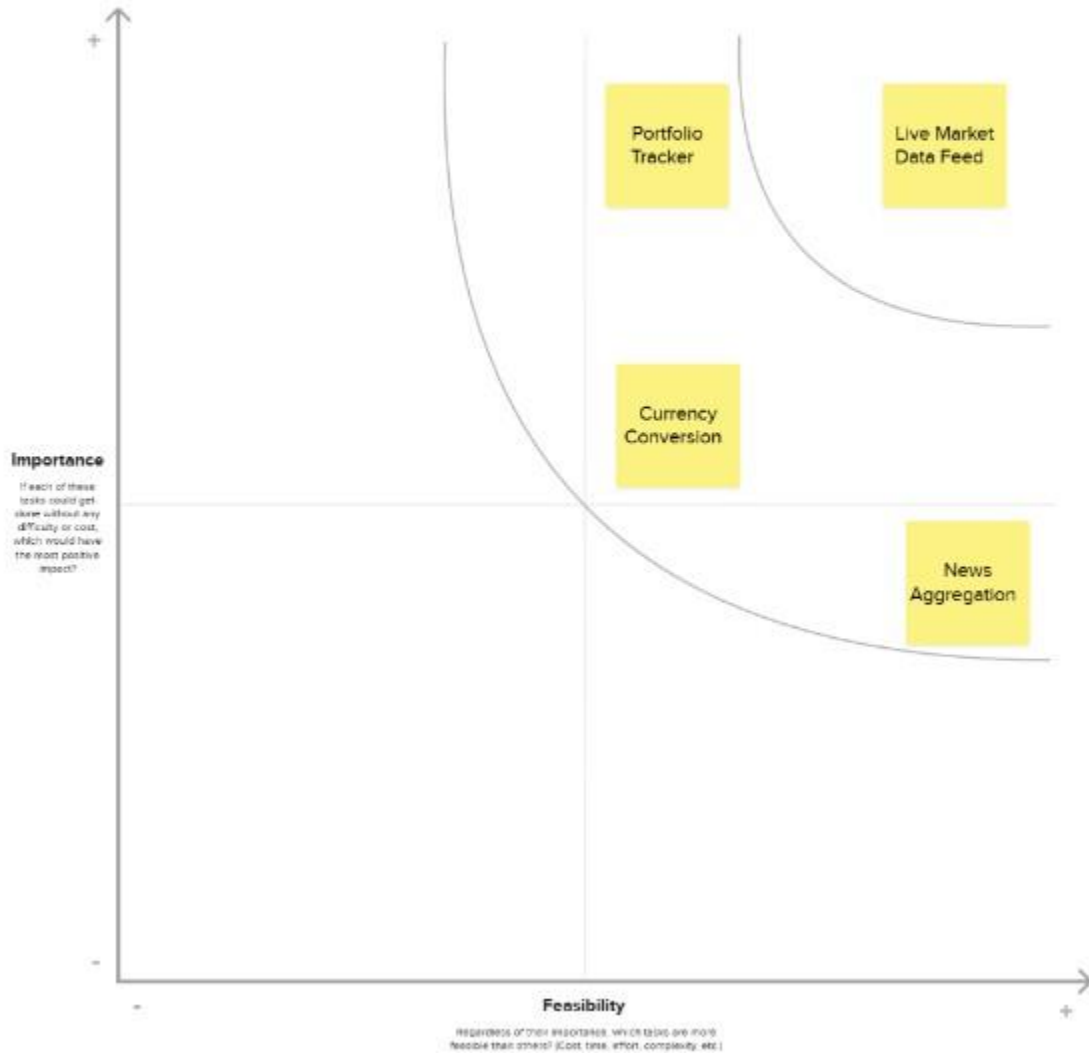 +
Portfolio
Tracker
Live Market
Data Feed
Currency
Conversion
Importance
If each of these
tasks could get
done without any
difficulty or cost,
which would have
the most positive
impact?
News
Aggregation
-
-
Feasibility
+
Regardless of their importance, which tasks are more
feasible than others? (Cost, time, effort, complexity, etc.)